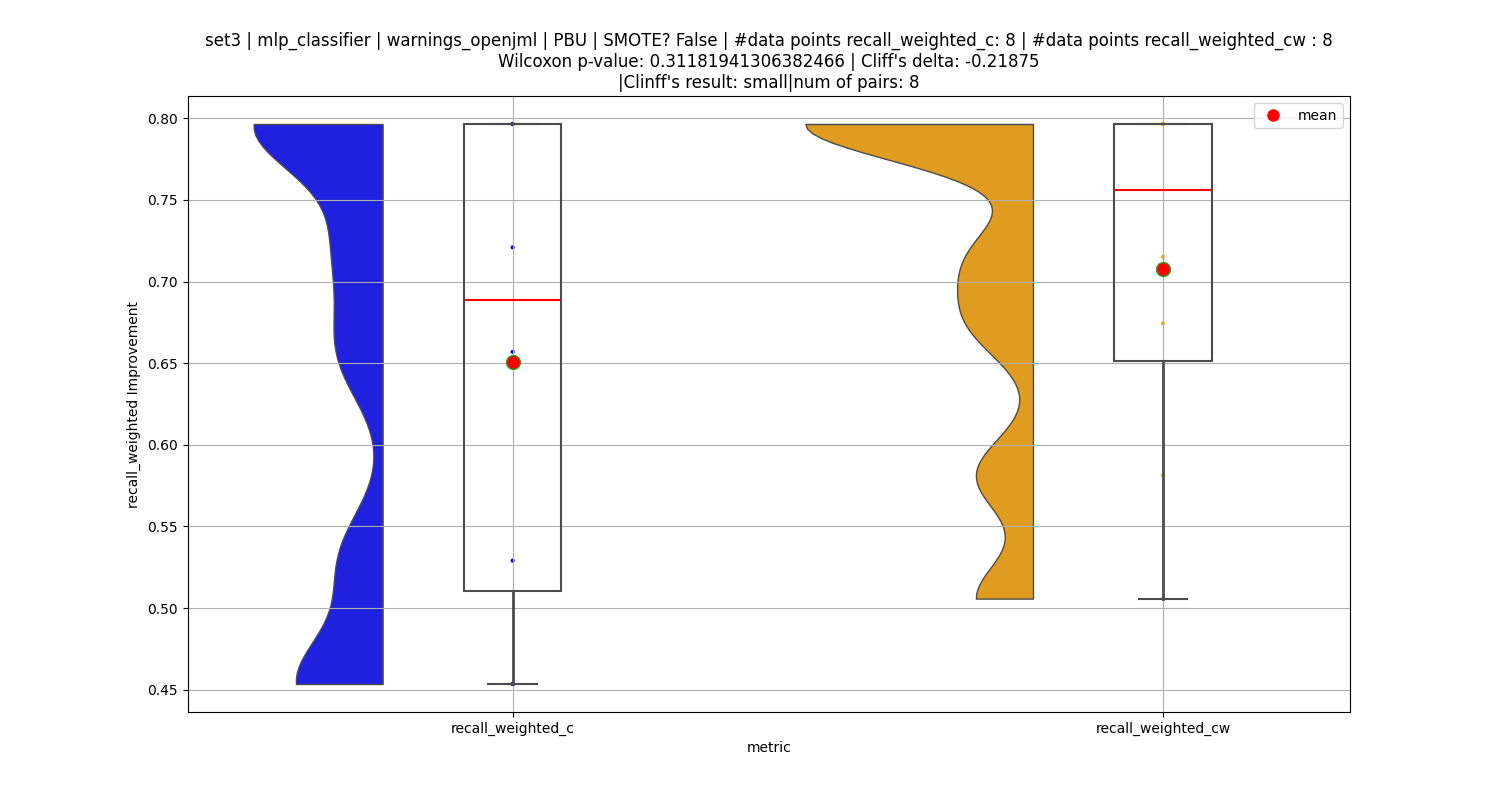 set3 | mlp_classifier | warnings_openjml | PBU | SMOTE? False | #data points recall_weighted_c: 8 | #data points recall_weighted_cw : 8
Wilcoxon p-value: 0.31181941306382466 | Cliff's delta: -0.21875
|Clinff's result: small|num of pairs: 8
mean
0.80
0.75
0.70
0.65
0.60
0.55
0.50
0.45
recall_weighted Improvement
recall_weighted_c
recall_weighted_cw
metric